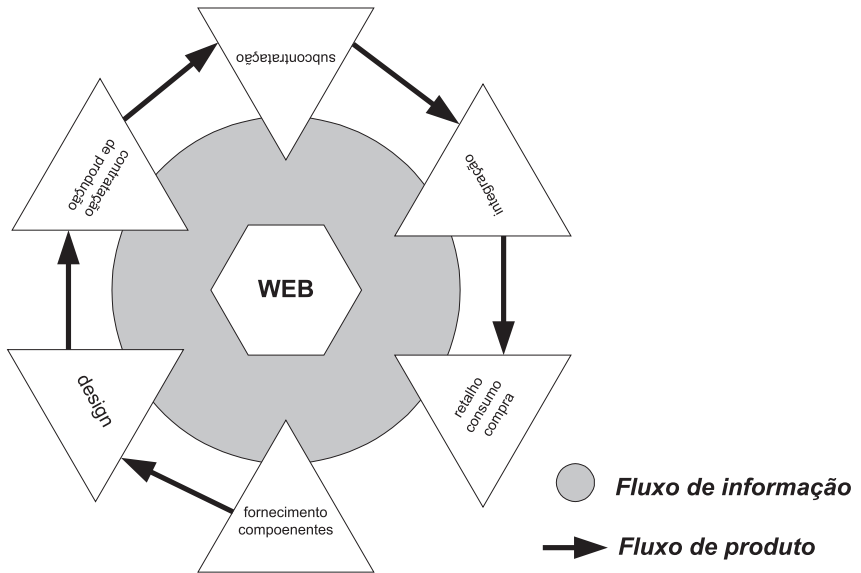 subcontratação
contratação
de produção
integração
WEB
design
retalho
consumo
compra
fornecimento
compoenentes
Fluxo de informação
Fluxo de produto